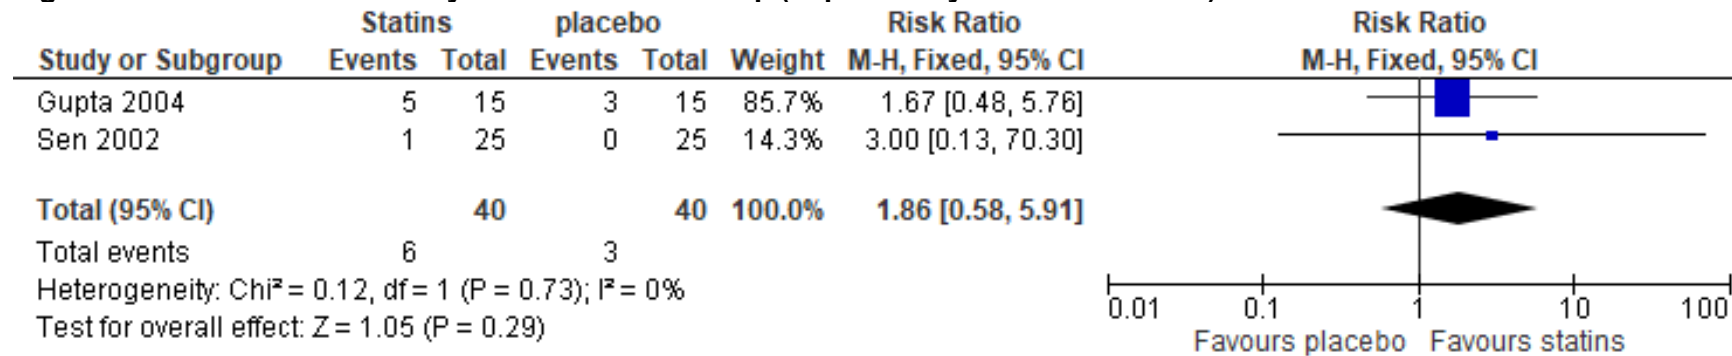 Statins placebo Risk Ratio Risk Ratio
Study or Subgroup Events Total Events Total Weight M-H, Fixed, 95% CI M-H, Fixed, 95% CI
Gupta 2004 5 15 3 15 85.7% 1.67 [0.48, 5.76]
Sen 2002 1 25 0 25 14.3% 3.00 [0.13, 70.30]
Total (95% CI) 40 40 100.0% 1.86 [0.58, 5.91]
Total events 6 3
Heterogeneity: Chi² = 0.12, df = 1 (P = 0.73); I² = 0%
Test for overall effect: Z = 1.05 (P = 0.29)
0.01 0.1 1 10 100
Favours placebo Favours statins